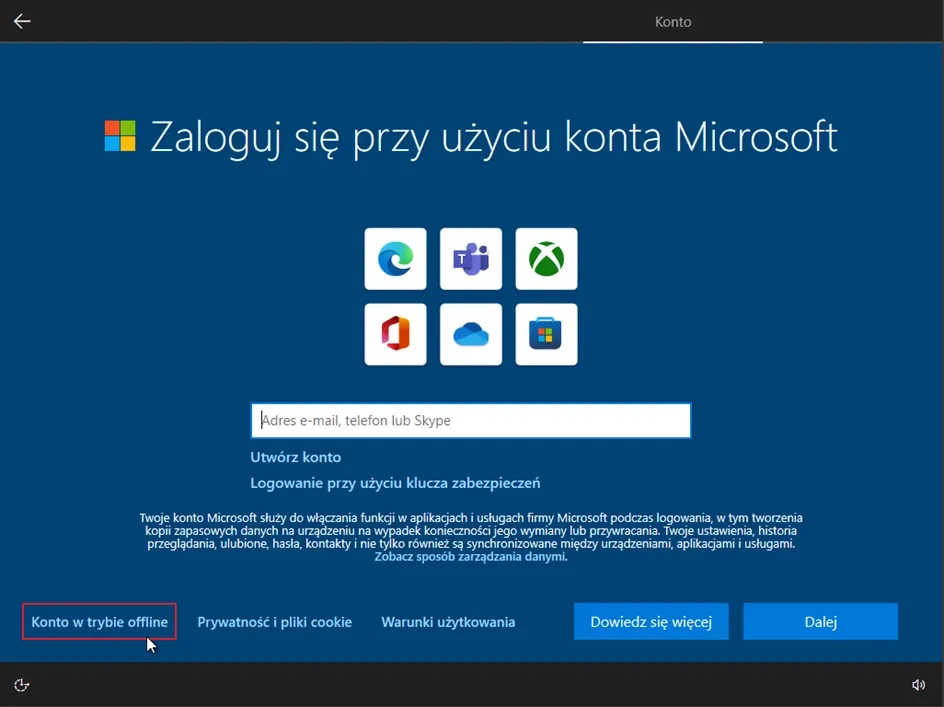 Konto
Zaloguj się przy użyciu konta Microsoft
Adres e-mail, telefon lub Skype
Utwórz konto
Logowanie przy użyciu klucza zabezpieczeń
Twoje konto Microsoft służy do włączania funkcji w aplikacjach i usługach firmy Microsoft podczas logowania, w tym tworzenia
kopii zapasowych danych na urządzeniu na wypadek konieczności jego wymiany lub przywracania. Twoje ustawienia, historia
przeglądania, ulubione, hasła, kontakty i nie tylko również są synchronizowane między urządzeniami, aplikacjami i usługami.
Zobacz sposób zarządzania danymi.
Konto w trybie offline
Prywatność i pliki cookie
Warunki użytkowania
Dowiedz się więcej
Dalej